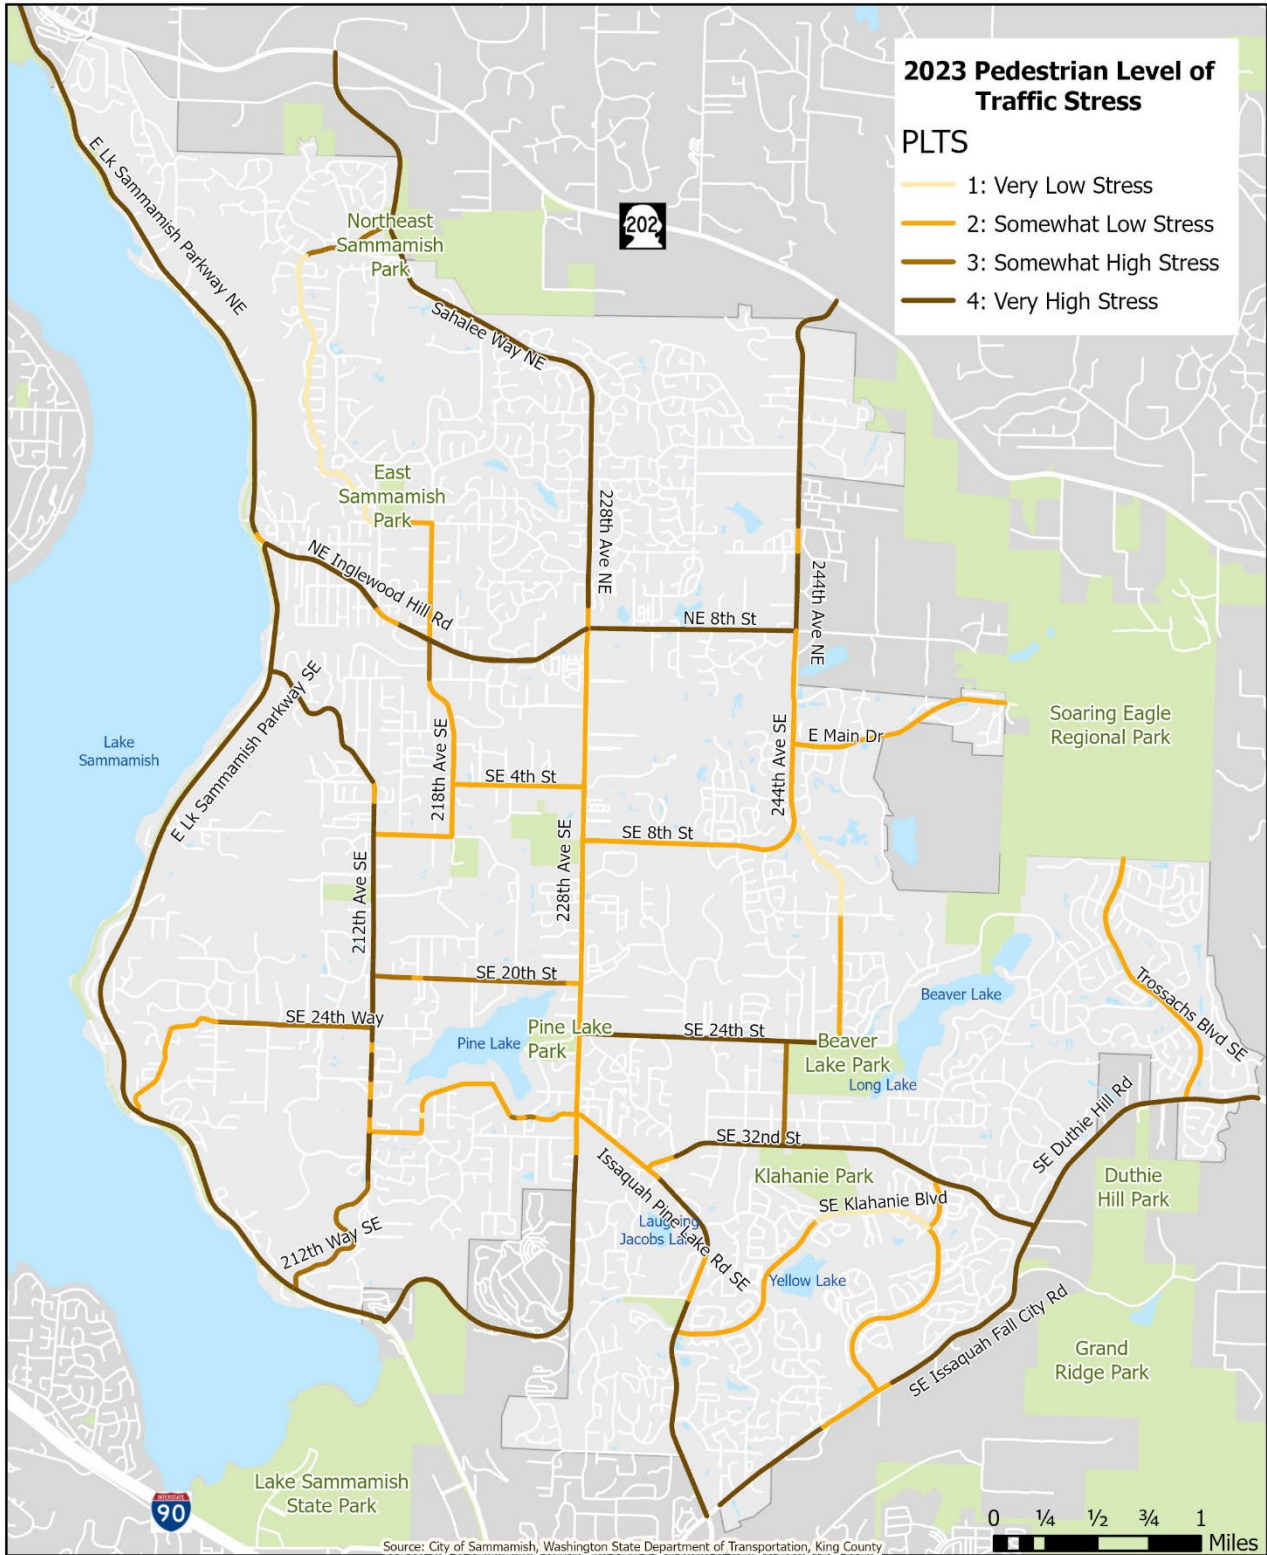 2023 Pedestrian Level of
Traffic Stress
PLTS
1: Very Low Stress
2: Somewhat Low Stress
3: Somewhat High Stress
4: Very High Stress
202
E Lk Sammamish Parkway NE
Northeast
Sammamish
Park
Sahalee Way NE
East
Sammamish
Park
228th Ave NE
NE Inglewood Hill Rd
244th Ave NE
NE 8th St
E Lk Sammamish Parkway SE
Soaring Eagle
Regional Park
Lake
Sammamish
E Main Dr
218th Ave SE
244th Ave SE
SE 4th St
SE 8th St
228th Ave SE
212th Ave SE
SE 20th St
Beaver Lake
Trossachs Blvd SE
SE 24th Way
Pine Lake
Pine Lake
Park
SE 24th St
Beaver
Lake Park
Long Lake
SE Duthie Hill Rd
SE 32nd St
Klahanie Park
Duthie
Hill Park
SE Klahanie Blvd
Issaquah Pine Lake Rd SE
Laughing
Jacobs Lake
212th Way SE
Yellow Lake
SE Issaquah Fall City Rd
Grand
Ridge Park
Lake Sammamish
State Park
INTERSTATE
90
0 ¼ ½ ¾ 1
Miles
Source: City of Sammamish, Washington State Department of Transportation, King County